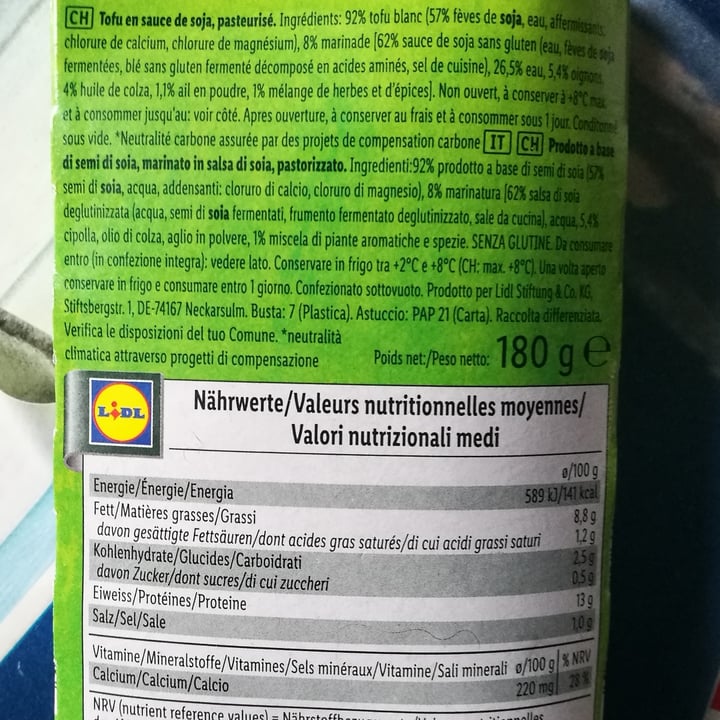 CH Tofu en sauce de soja, pasteurisé. Ingrédients: 92% tofu blanc (57% fèves de soja, eau, affermissants:
chlorure de calcium, chlorure de magnésium), 8% marinade [62% sauce de soja sans gluten (eau, fèves de soja
fermentées, blé sans gluten fermenté décomposé en acides aminés, sel de cuisine), 26,5% eau, 5,4% oignons,
4% huile de colza, 1,1% ail en poudre, 1% mélange de herbes et d'épices]. Non ouvert, à conserver à +8°C max.
et à consommer jusqu'au: voir côté. Apres ouverture, à conserver au frais et à consommer sous 1 jour. Conditionné
sous vide. *Neutralité carbone assurée par des projets de compensation carbone IT CH Prodotto a base
di semi di soia, marinato in salsa di soia, pastorizzato. Ingredienti:92% prodotto a base di semi di soia (57%
semi di soia, acqua, addensanti: cloruro di calcio, cloruro di magnesio), 8% marinatura [62% salsa di soia
deglutinizzata (acqua, semi di soia fermentati, frumento fermentato deglutinizzato, sale da cucina), acqua, 5,4%
cipolla, olio di colza, aglio in polvere, 1% miscela di piante aromatiche e spezie. SENZA GLUTINE. Da consumare
entro (in confezione integra): vedere lato. Conservare in frigo tra +2°C e +8°C (CH: max. +8°C). Una volta aperto
conservare in frigo e consumare entro 1 giorno. Confezionato sottovuoto. Prodotto per Lidl Stiftung & Co. KG,
Stiftsbergstr. 1, DE-74167 Neckarsulm. Busta: 7 (Plastica). Astuccio: PAP 21 (Carta). Raccolta differenziata.
Verifica le disposizioni del tuo Comune. *neutralità
climatica attraverso progetti di compensazione
Poids net:/Peso netto: 180 g e
LIDL
Nährwerte/Valeurs nutritionnelles moyennes/
Valori nutrizionali medi
ø/100 g
Energie/Énergie/Energia 589 kJ/141 kcal
Fett/Matières grasses/Grassi 8,8 g
davon gesättigte Fettsäuren/dont acides gras saturés/di cui acidi grassi saturi 1,2 g
Kohlenhydrate/Glucides/Carboidrati 2,5 g
davon Zucker/dont sucres/di cui zuccheri 0,5 g
Eiweiss/Protéines/Proteine 13 g
Salz/Sel/Sale 1,0 g
Vitamine/Mineralstoffe/Vitamines/Sels minéraux/Vitamine/Sali minerali ø/100 g % NRV
Calcium/Calcium/Calcio 220 mg 28 %
NRV (nutrient reference values) =